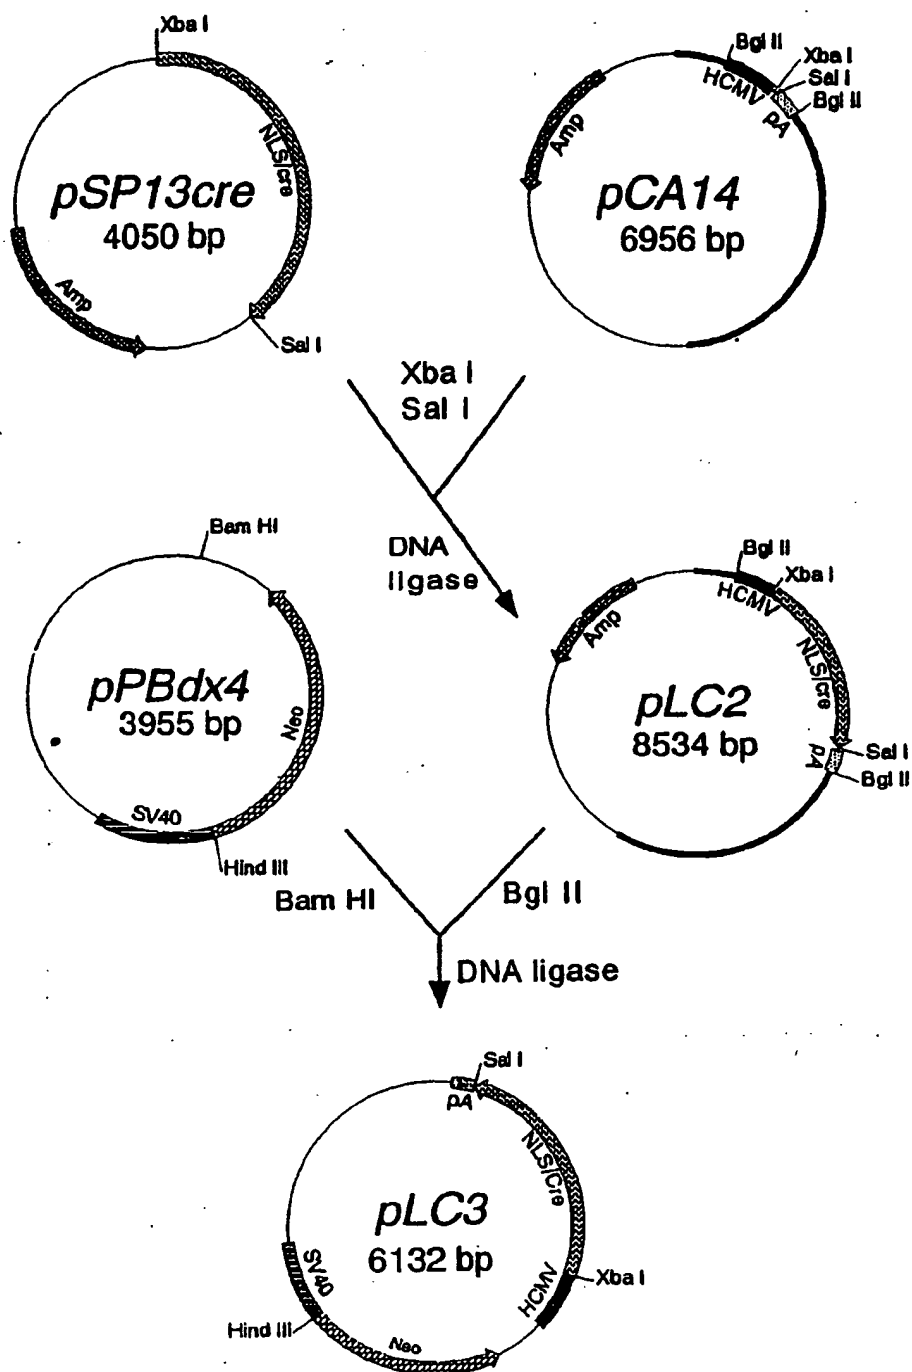 Xba I
NLS/cre
pSP13cre
4050 bp
Amp
Sal I
Bgl II
Xba I
Sal I
Bgl II
HCMV
pA
Amp
pCA14
6956 bp
Xba I
Sal I
DNA
ligase
Bam HI
pPBdx4
3955 bp
Neo
SV40
Hind III
Bgl II
Xba I
HCMV
Amp
NLS/cre
pLC2
8534 bp
Sal I
pA
Bgl II
Bam HI
Bgl II
DNA ligase
Sal I
pA
NLS/Cre
pLC3
6132 bp
SV40
HCMV
Xba I
Hind III
Neo